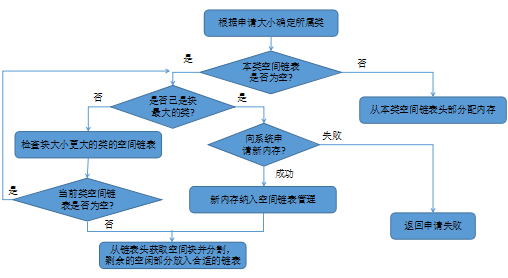 根据申请大小确定所属类
是
本类空间链表
是否为空?
否
否
是否已是块
最大的类?
是
从本类空间链表头部分配内存
检查块大小更大的类的空间链表
向系统申
请新内存?
失败
是
当前类空间链
表是否为空?
成功
新内存纳入空间链表管理
否
返回申请失败
从链表头获取空间块并分割,
剩余的空闲部分放入合适的链表